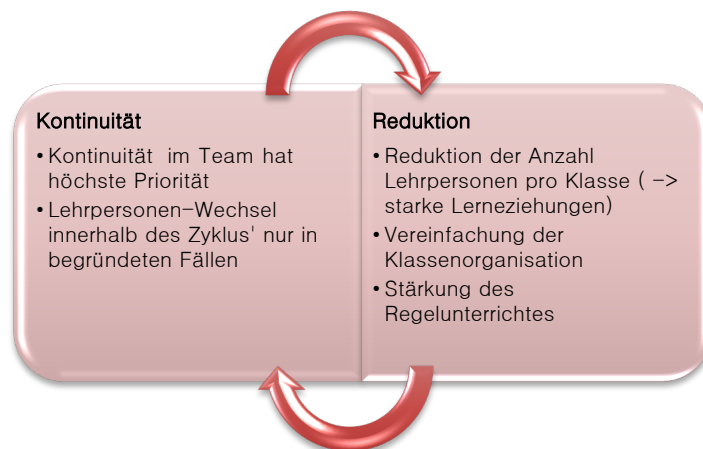 Kontinuität
• Kontinuität im Team hat
höchste Priorität
• Lehrpersonen-Wechsel
innerhalb des Zyklus' nur in
begründeten Fällen
Reduktion
• Reduktion der Anzahl
Lehrpersonen pro Klasse ( ->
starke Lerneziehungen)
• Vereinfachung der
Klassenorganisation
• Stärkung des
Regelunterrichtes